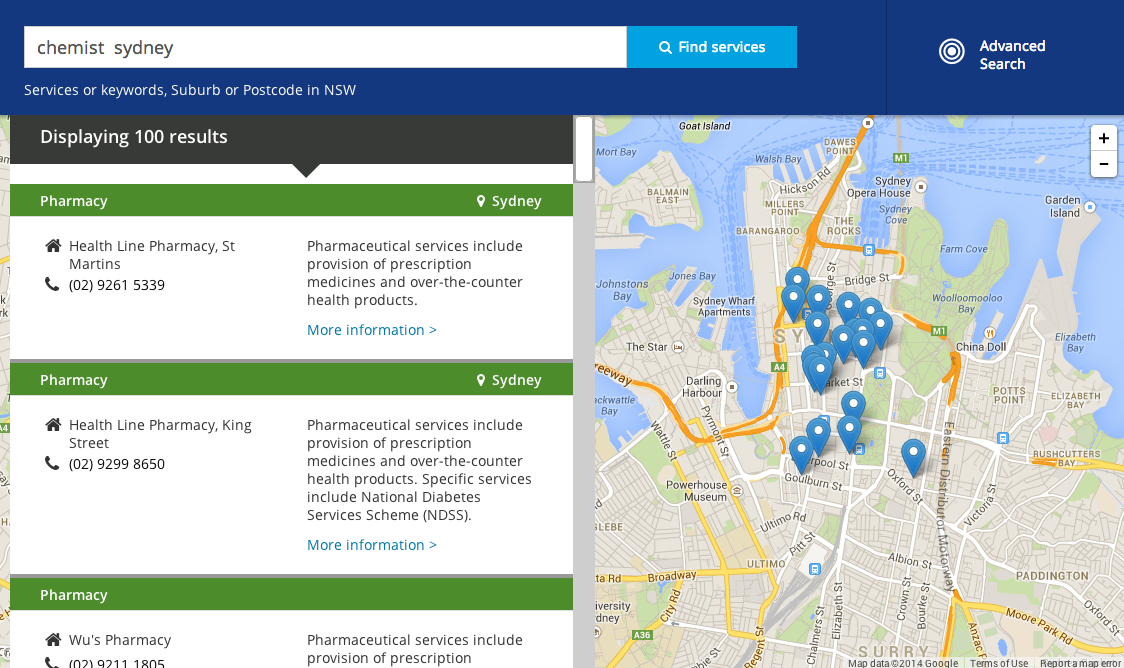 chemist  sydney
Find services
Advanced
Search
Services or keywords, Suburb or Postcode in NSW
Displaying 100 results
Pharmacy
Sydney
Health Line Pharmacy, St
Martins
(02) 9261 5339
Pharmaceutical services include
provision of prescription
medicines and over-the-counter
health products.
More information >
Pharmacy
Sydney
Health Line Pharmacy, King
Street
(02) 9299 8650
Pharmaceutical services include
provision of prescription
medicines and over-the-counter
health products. Specific services
include National Diabetes
Services Scheme (NDSS).
More information >
Pharmacy
Wu's Pharmacy
(02) 9211 1805
Pharmaceutical services include
provision of prescription
+
−
Goat Island
Mort Bay
DAWES
POINT
M1
Walsh Bay
Hickson Rd
Sydney
Opera House
BALMAIN
EAST
MILLERS
POINT
Sydney
Cove
Garden
Island
THE
ROCKS
BARANGAROO
Farm Cove
Jones Bay
Bridge St
Johnstons
Bay
Sydney Wharf
Apartments
Woolloomooloo
Bay
M1
The Star
China Doll
Elizabeth
Bay
A4
Darling
Harbour
POTTS
POINT
ELIZABETH
BAY
Pyrmont St
Wattle St
RUSHCUTTERS
BAY
Goulburn St
Oxford St
Powerhouse
Museum
Eastern Distributor Motorway
Victoria St
Ultimo Rd
Pitt St
ULTIMO
Albion St
Broadway
PADDINGTON
City Rd
Elizabeth St
Crown St
Bourke St
Oxford St
Chalmers St
Moore Park Rd
A36
Regent St
SURRY
Map data ©2014 Google
Terms of Use
Report a map error